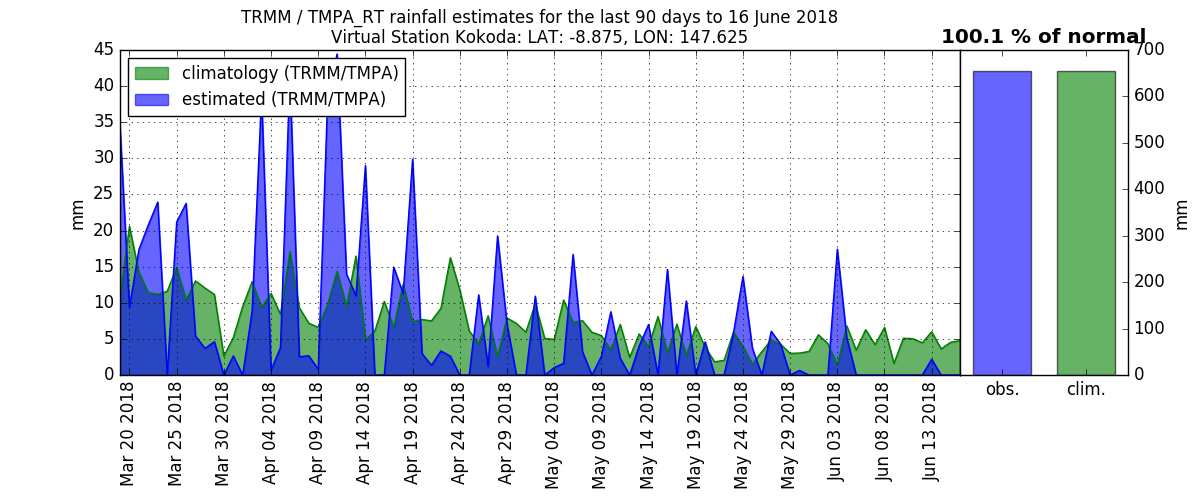 TRMM / TMPA_RT rainfall estimates for the last 90 days to 16 June 2018
Virtual Station Kokoda: LAT: -8.875, LON: 147.625
100.1 % of normal
climatology (TRMM/TMPA)
estimated (TRMM/TMPA)
mm
45
40
35
30
25
20
15
10
5
0
Mar 20 2018
Mar 25 2018
Mar 30 2018
Apr 04 2018
Apr 09 2018
Apr 14 2018
Apr 19 2018
Apr 24 2018
Apr 29 2018
May 04 2018
May 09 2018
May 14 2018
May 19 2018
May 24 2018
May 29 2018
Jun 03 2018
Jun 08 2018
Jun 13 2018
obs.
clim.
700
600
500
400
300
200
100
0
mm